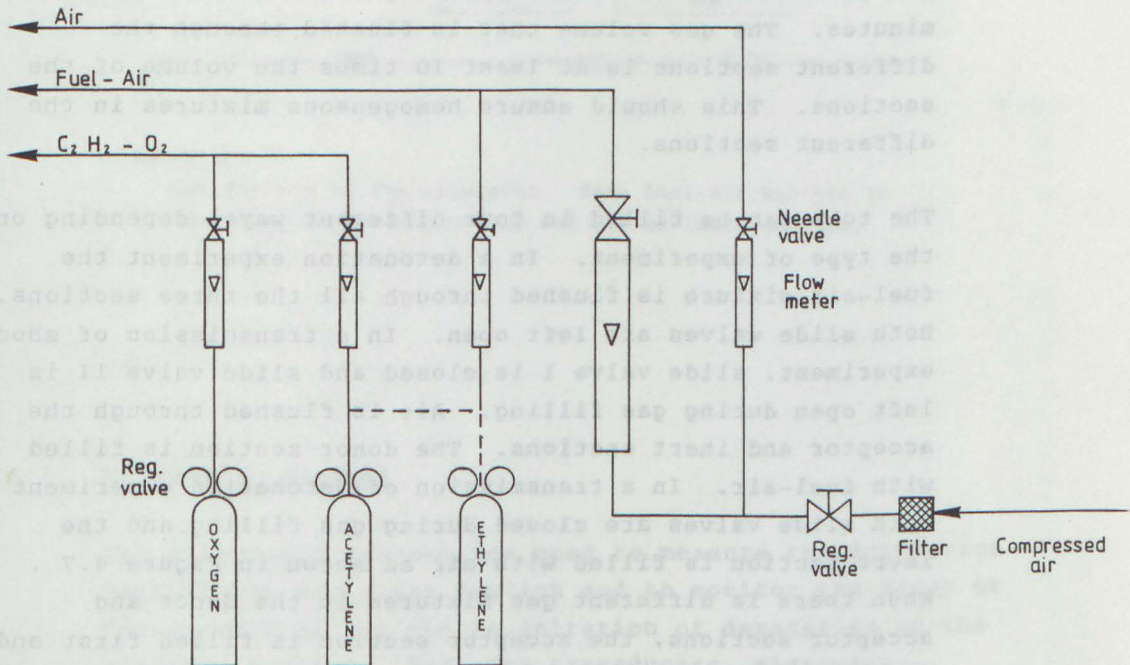 Air
Fuel - Air
C2 H2 - O2
Needle
valve
Flow
meter
Reg.
valve
OXYGEN
ACETYLENE
ETHYLENE
Reg.
valve
Filter
Compressed
air
minutes. The gas volume that is flushed through the
different sections is at least 10 times the volume of the
sections. This should ensure homogeneous mixtures in the
different sections.
The tube can be filled in four different ways depending on
the type of experiment. In a detonation experiment the
fuel-air mixture is flushed through all the three sections.
Both slide valves are left open. In a transmission of
experiment, slide valve I is closed and slide valve II is
left open during gas filling. Air is flushed through the
acceptor and inert sections. The donor section is filled
with fuel-air. In a transmission of detonation experiment
both slide valves are closed during gas filling and the
inert section is filled with air as shown in Figure 4.7.
When there is different gas mixtures in the donor and
acceptor sections, the acceptor section is filled first and